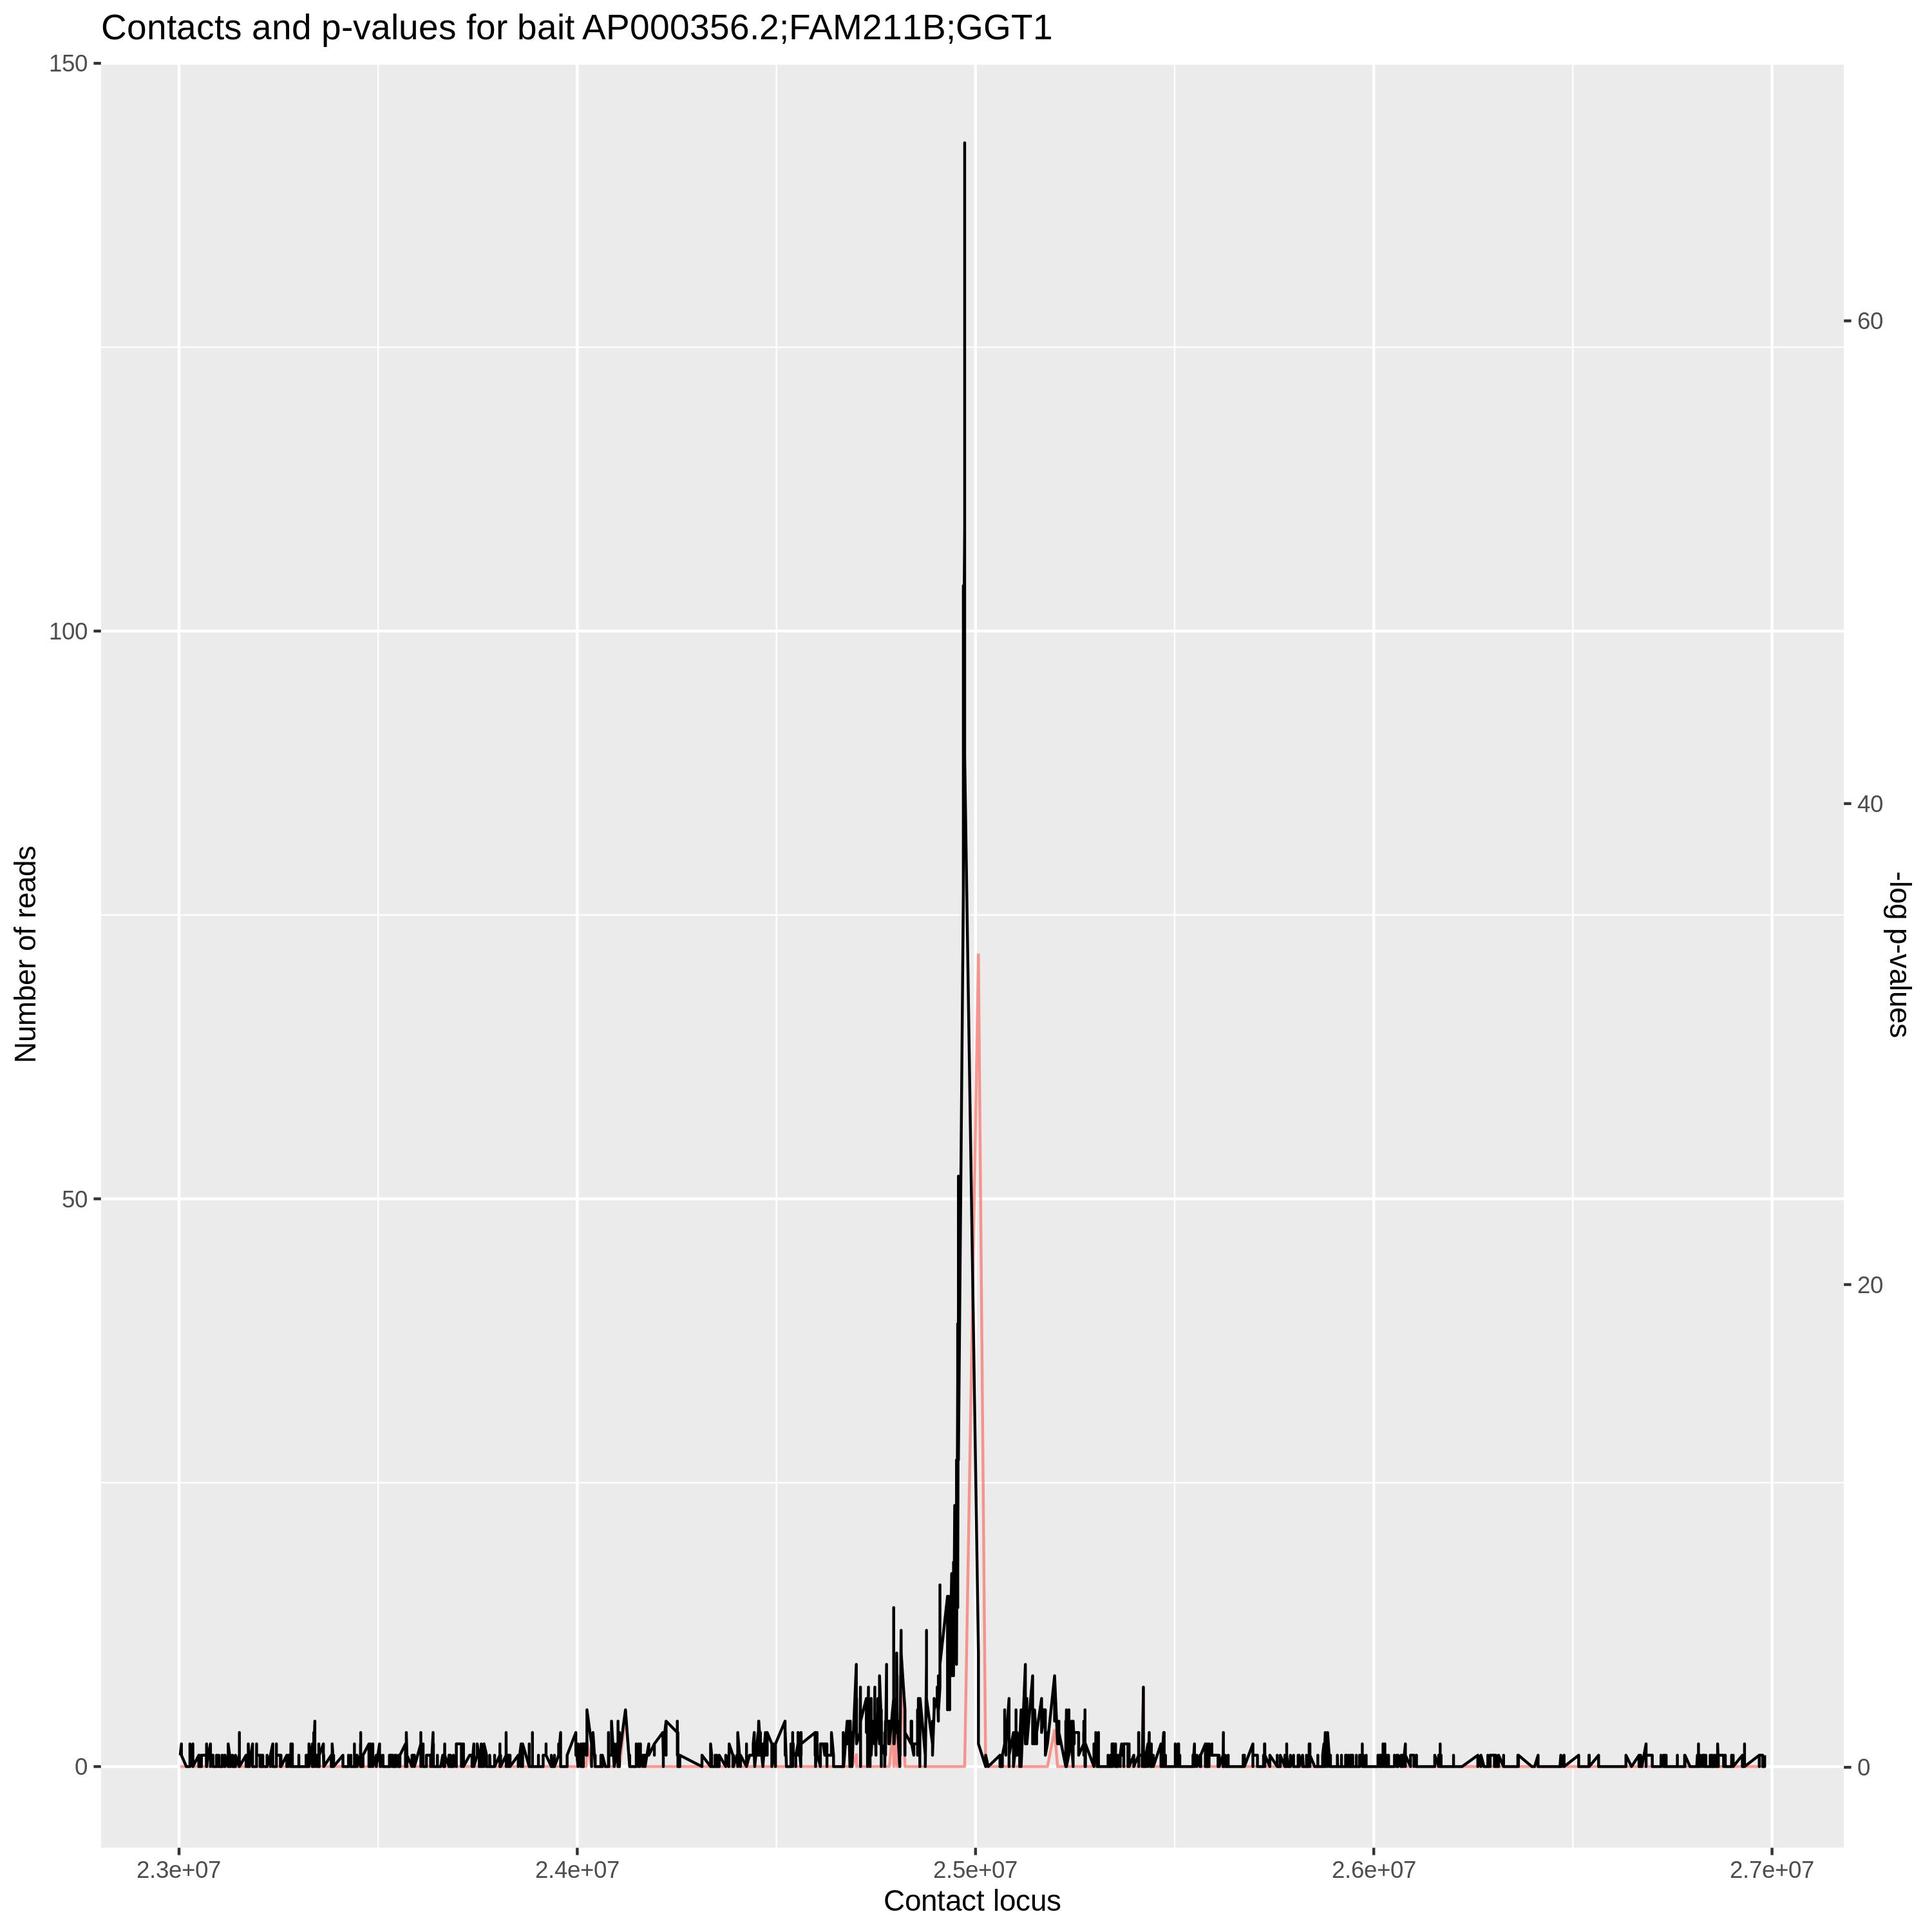 Contacts and p-values for bait AP000356.2;FAM211B;GGT1
150
100
50
0
Number of reads
60
40
20
0
-log p-values
2.3e+07 2.4e+07 2.5e+07 2.6e+07 2.7e+07
Contact locus